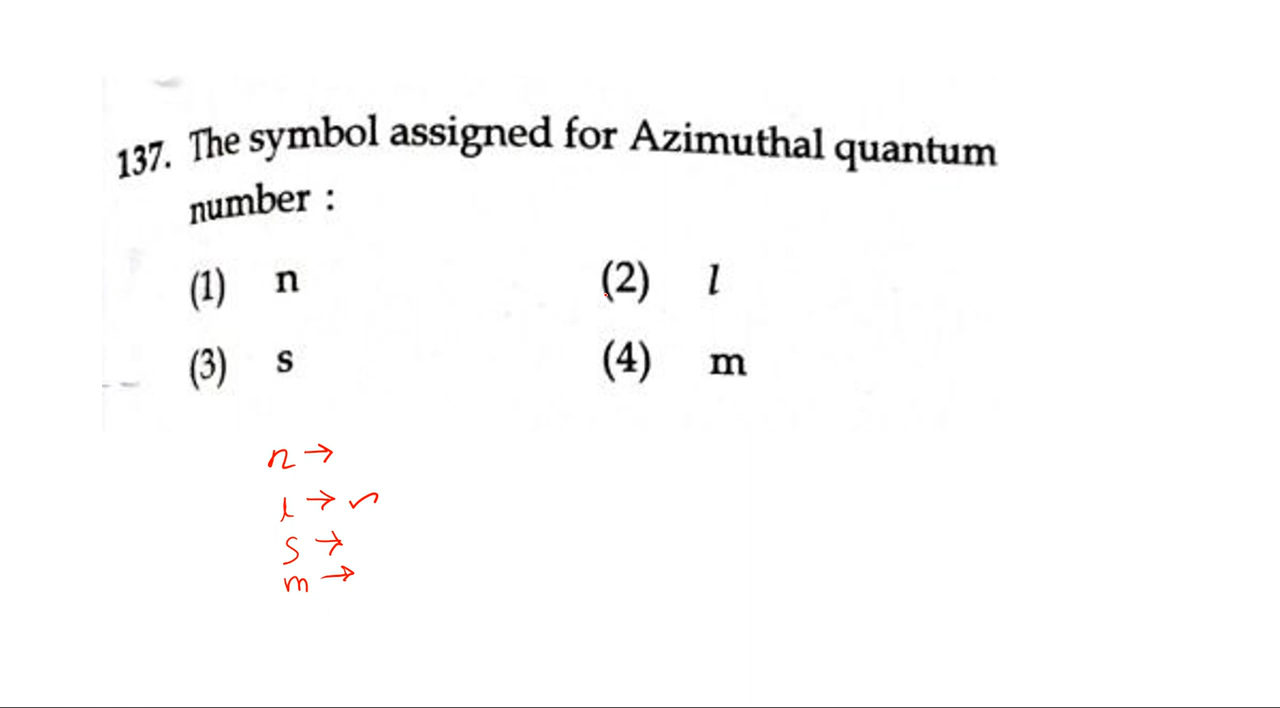 137. The symbol assigned for Azimuthal quantum
number :
(1) n (2) l
(3) s (4) m
n →
l →
s →
m →